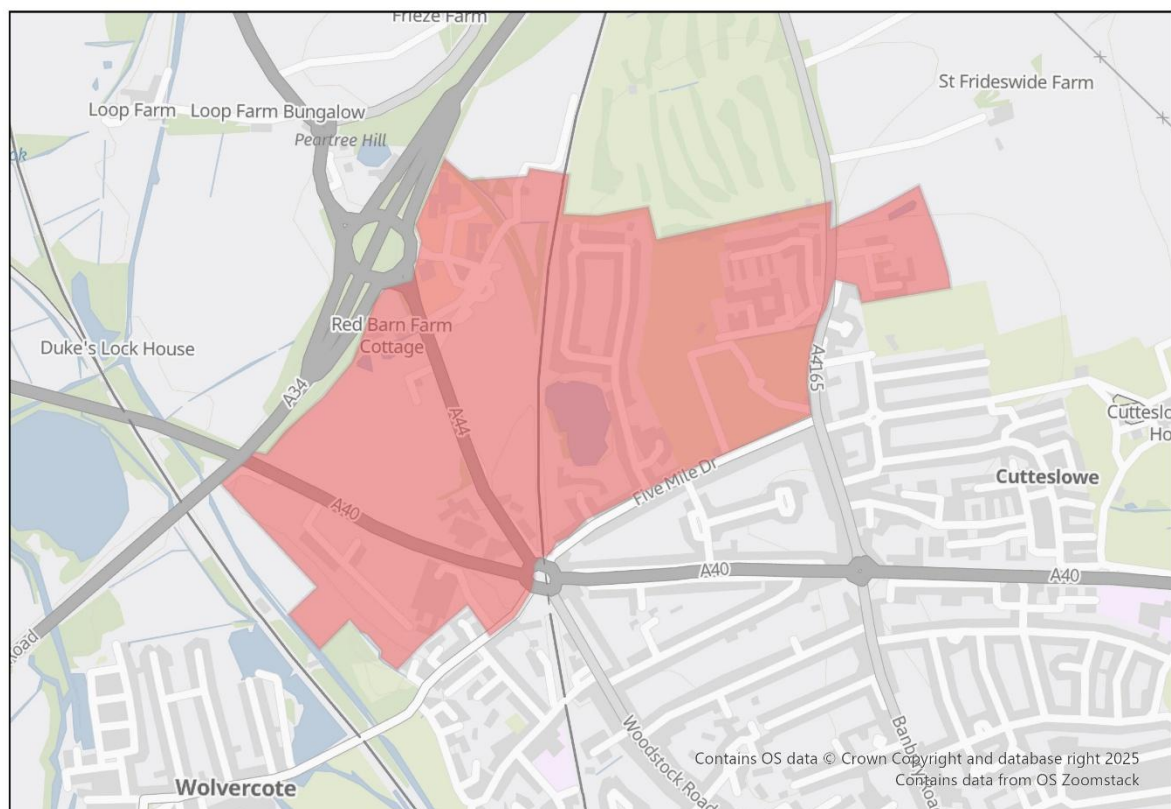 Frieze Farm
Loop Farm
Loop Farm Bungalow
Peartree Hill
St Frideswide Farm
Red Barn Farm
Cottage
Duke's Lock House
A34
A44
A4165
A40
Five Mile Dr
Cutteslowe
A40
A40
Road
Woodstock Road
Banbury Road
Wolvercote
Contains OS data © Crown Copyright and database right 2025
Contains data from OS Zoomstack